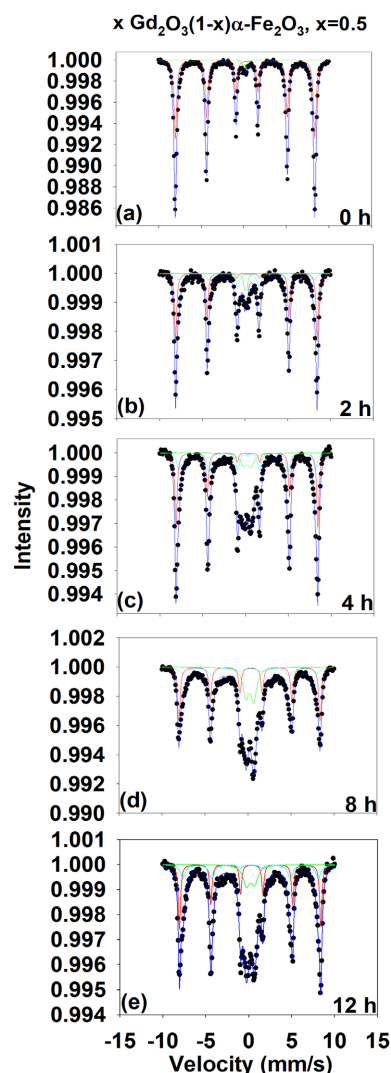 x Gd₂O₃(1-x)α-Fe₂O₃, x=0.5
1.000
0.998
0.996
0.994
0.992
0.990
0.988
0.986
(a)
0 h
1.001
1.000
0.999
0.998
0.997
0.996
0.995
(b)
2 h
1.000
0.999
0.998
0.997
0.996
0.995
0.994
(c)
4 h
Intensity
1.002
1.000
0.998
0.996
0.994
0.992
0.990
(d)
8 h
1.001
1.000
0.999
0.998
0.997
0.996
0.995
0.994
(e)
12 h
-15 -10 -5 0 5 10 15
Velocity (mm/s)